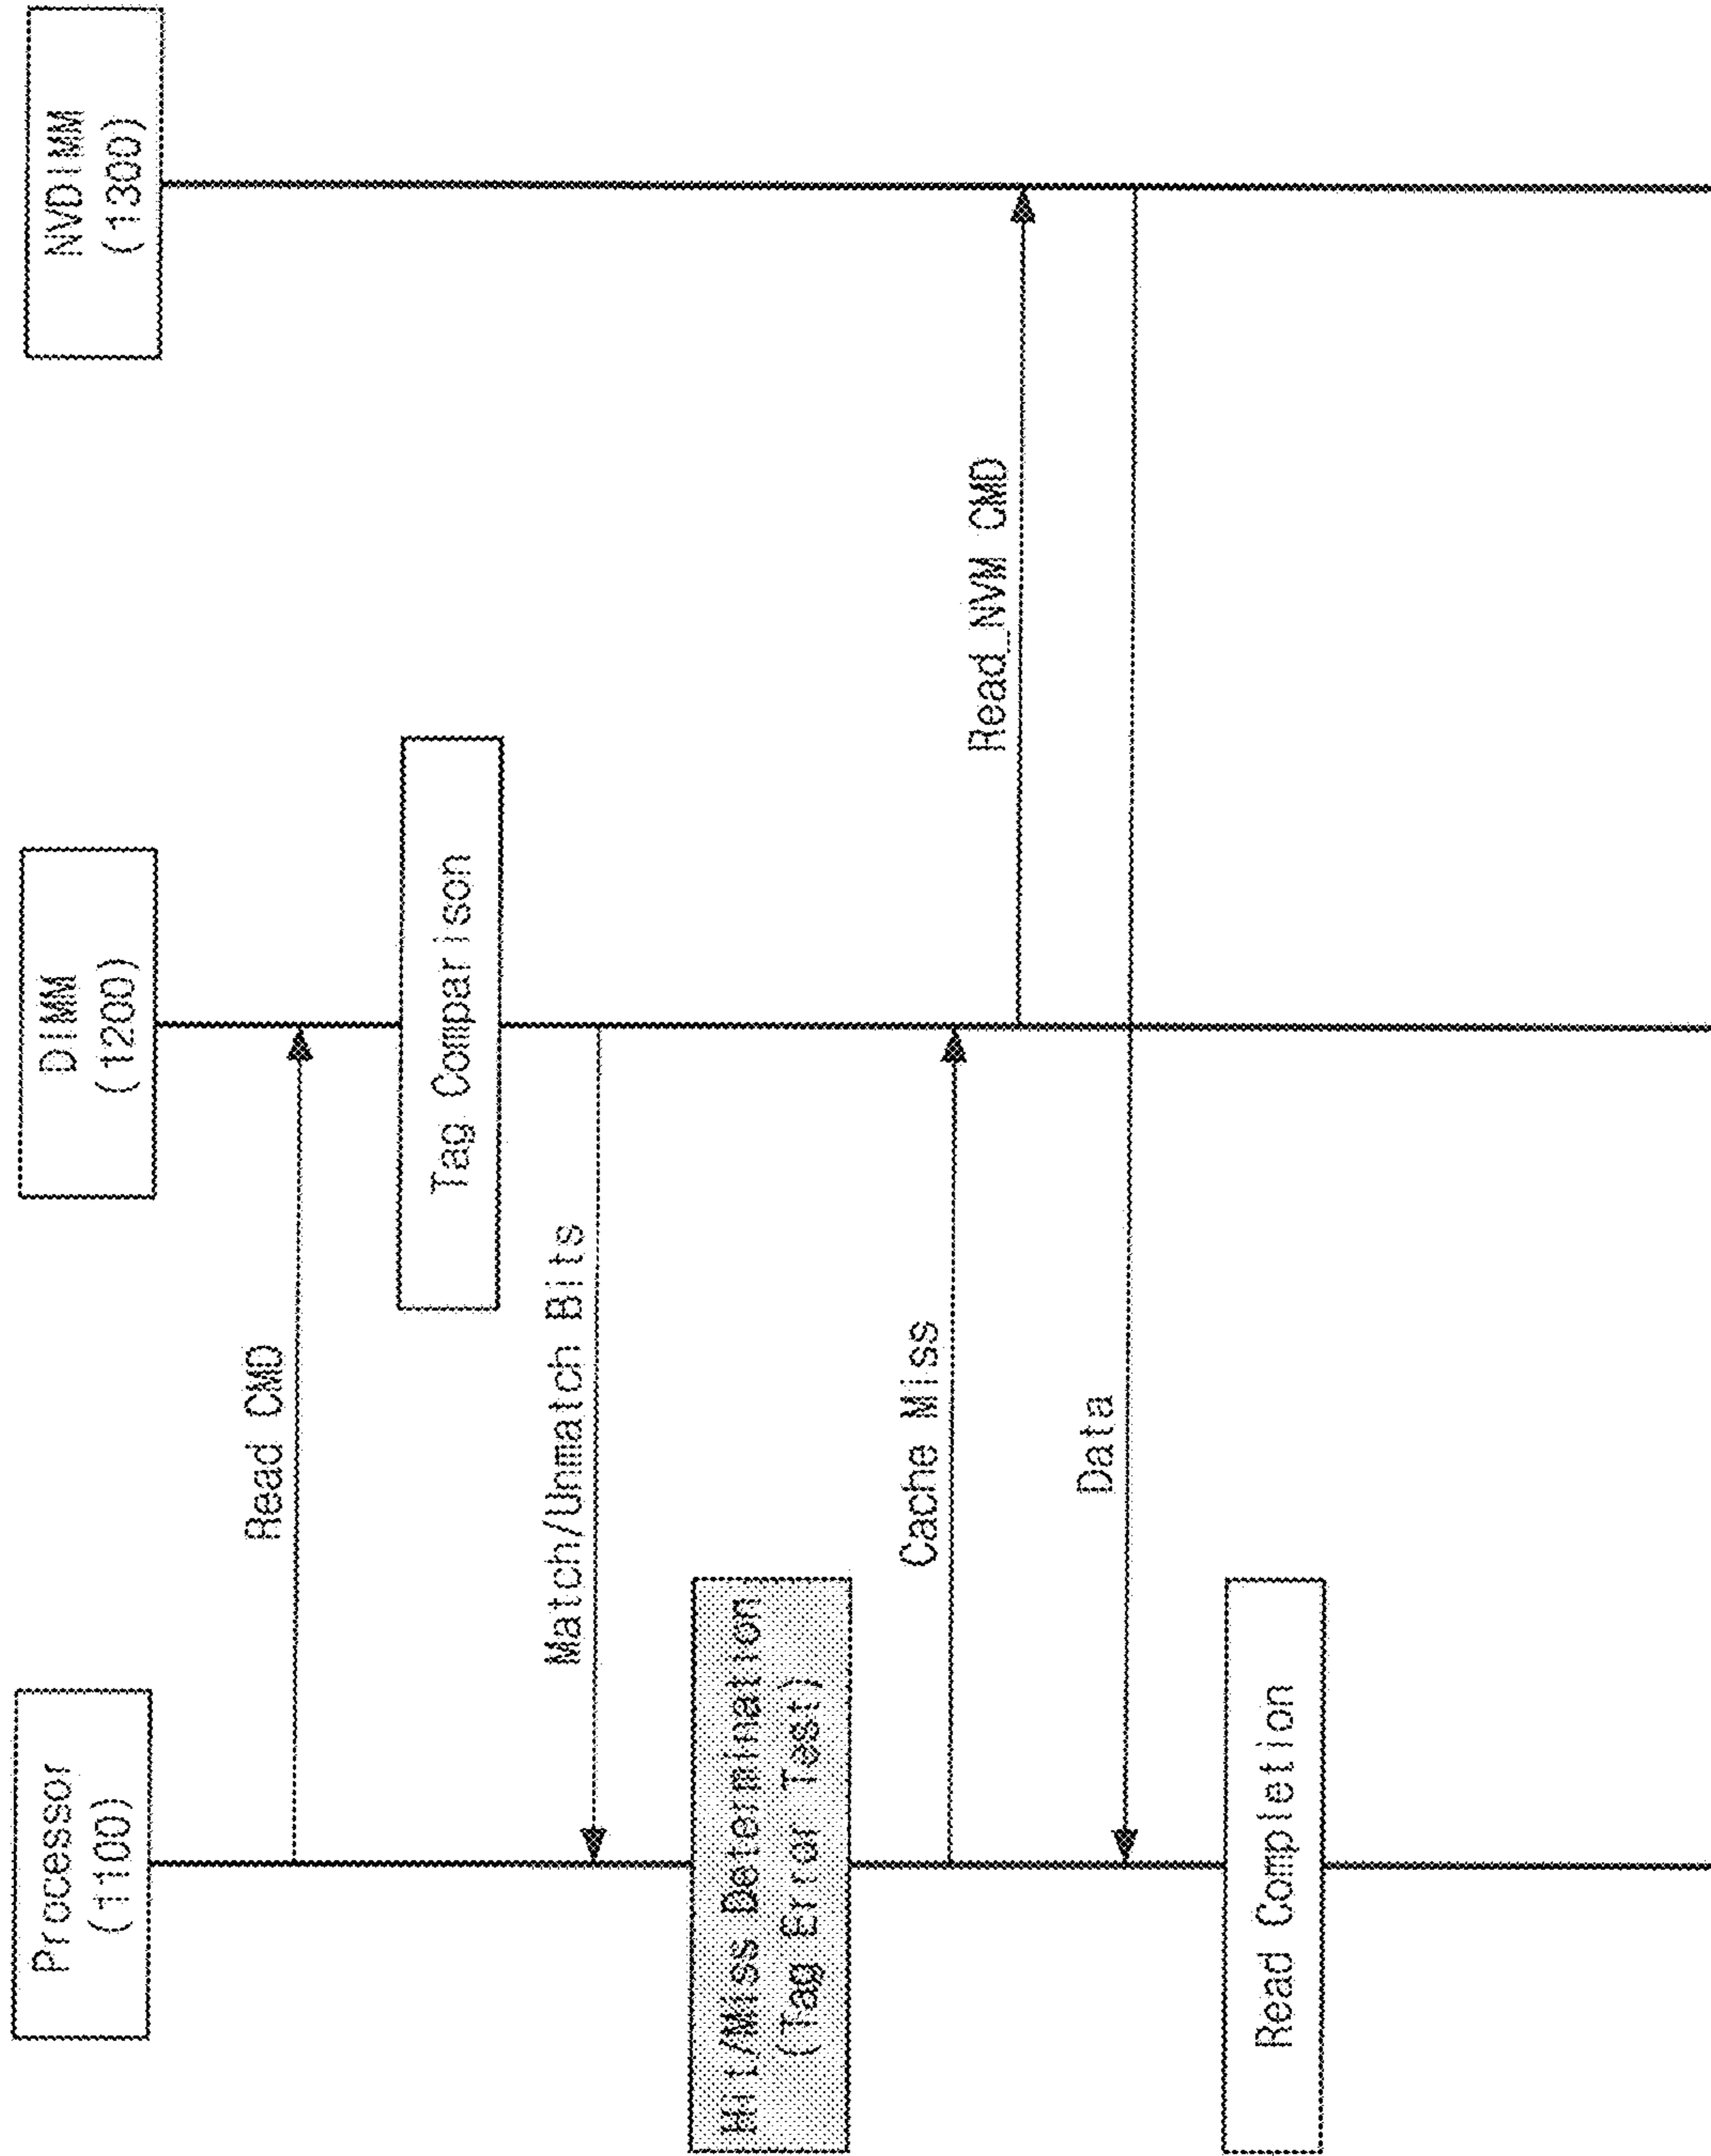 Processor
(1100)
DIMM
(1200)
NVDIMM
(1300)
Read CMD
Tag Comparison
Match/Unmatch Bits
Hit/Miss Determination
(Tag Error Test)
Cache Miss
Read_NVM CMD
Data
Read Completion